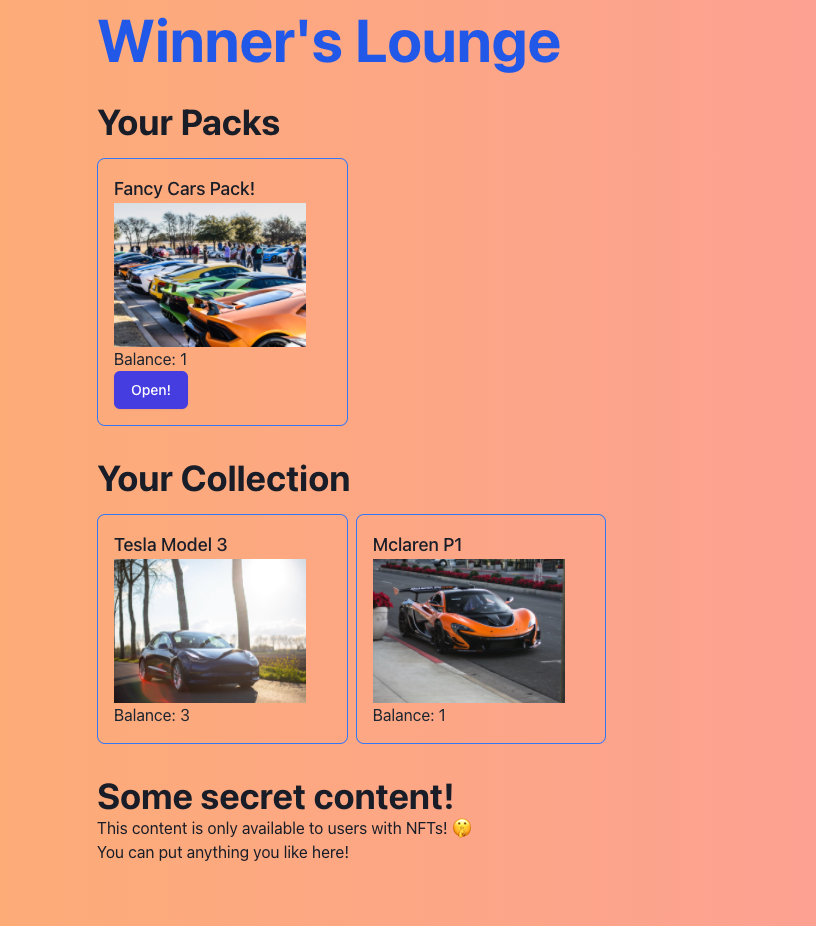 Winner's Lounge
Your Packs
Fancy Cars Pack!
Balance: 1
Open!
Your Collection
Tesla Model 3
Balance: 3
Mclaren P1
Balance: 1
Some secret content!
This content is only available to users with NFTs! 🤫
You can put anything you like here!